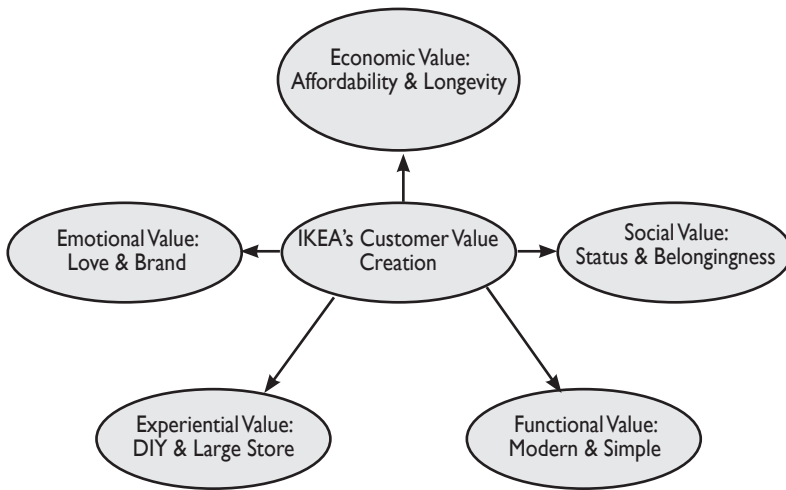 Economic Value:
Affordability & Longevity
Emotional Value:
Love & Brand
IKEA's Customer Value
Creation
Social Value:
Status & Belongingness
Experiential Value:
DIY & Large Store
Functional Value:
Modern & Simple